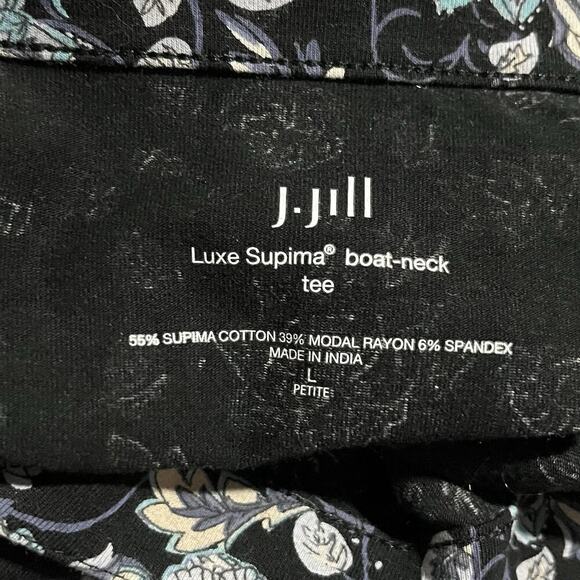 J.Jill
Luxe Supima® boat-neck
tee
55% SUPIMA COTTON 39% MODAL RAYON 6% SPANDEX
MADE IN INDIA
L
PETITE